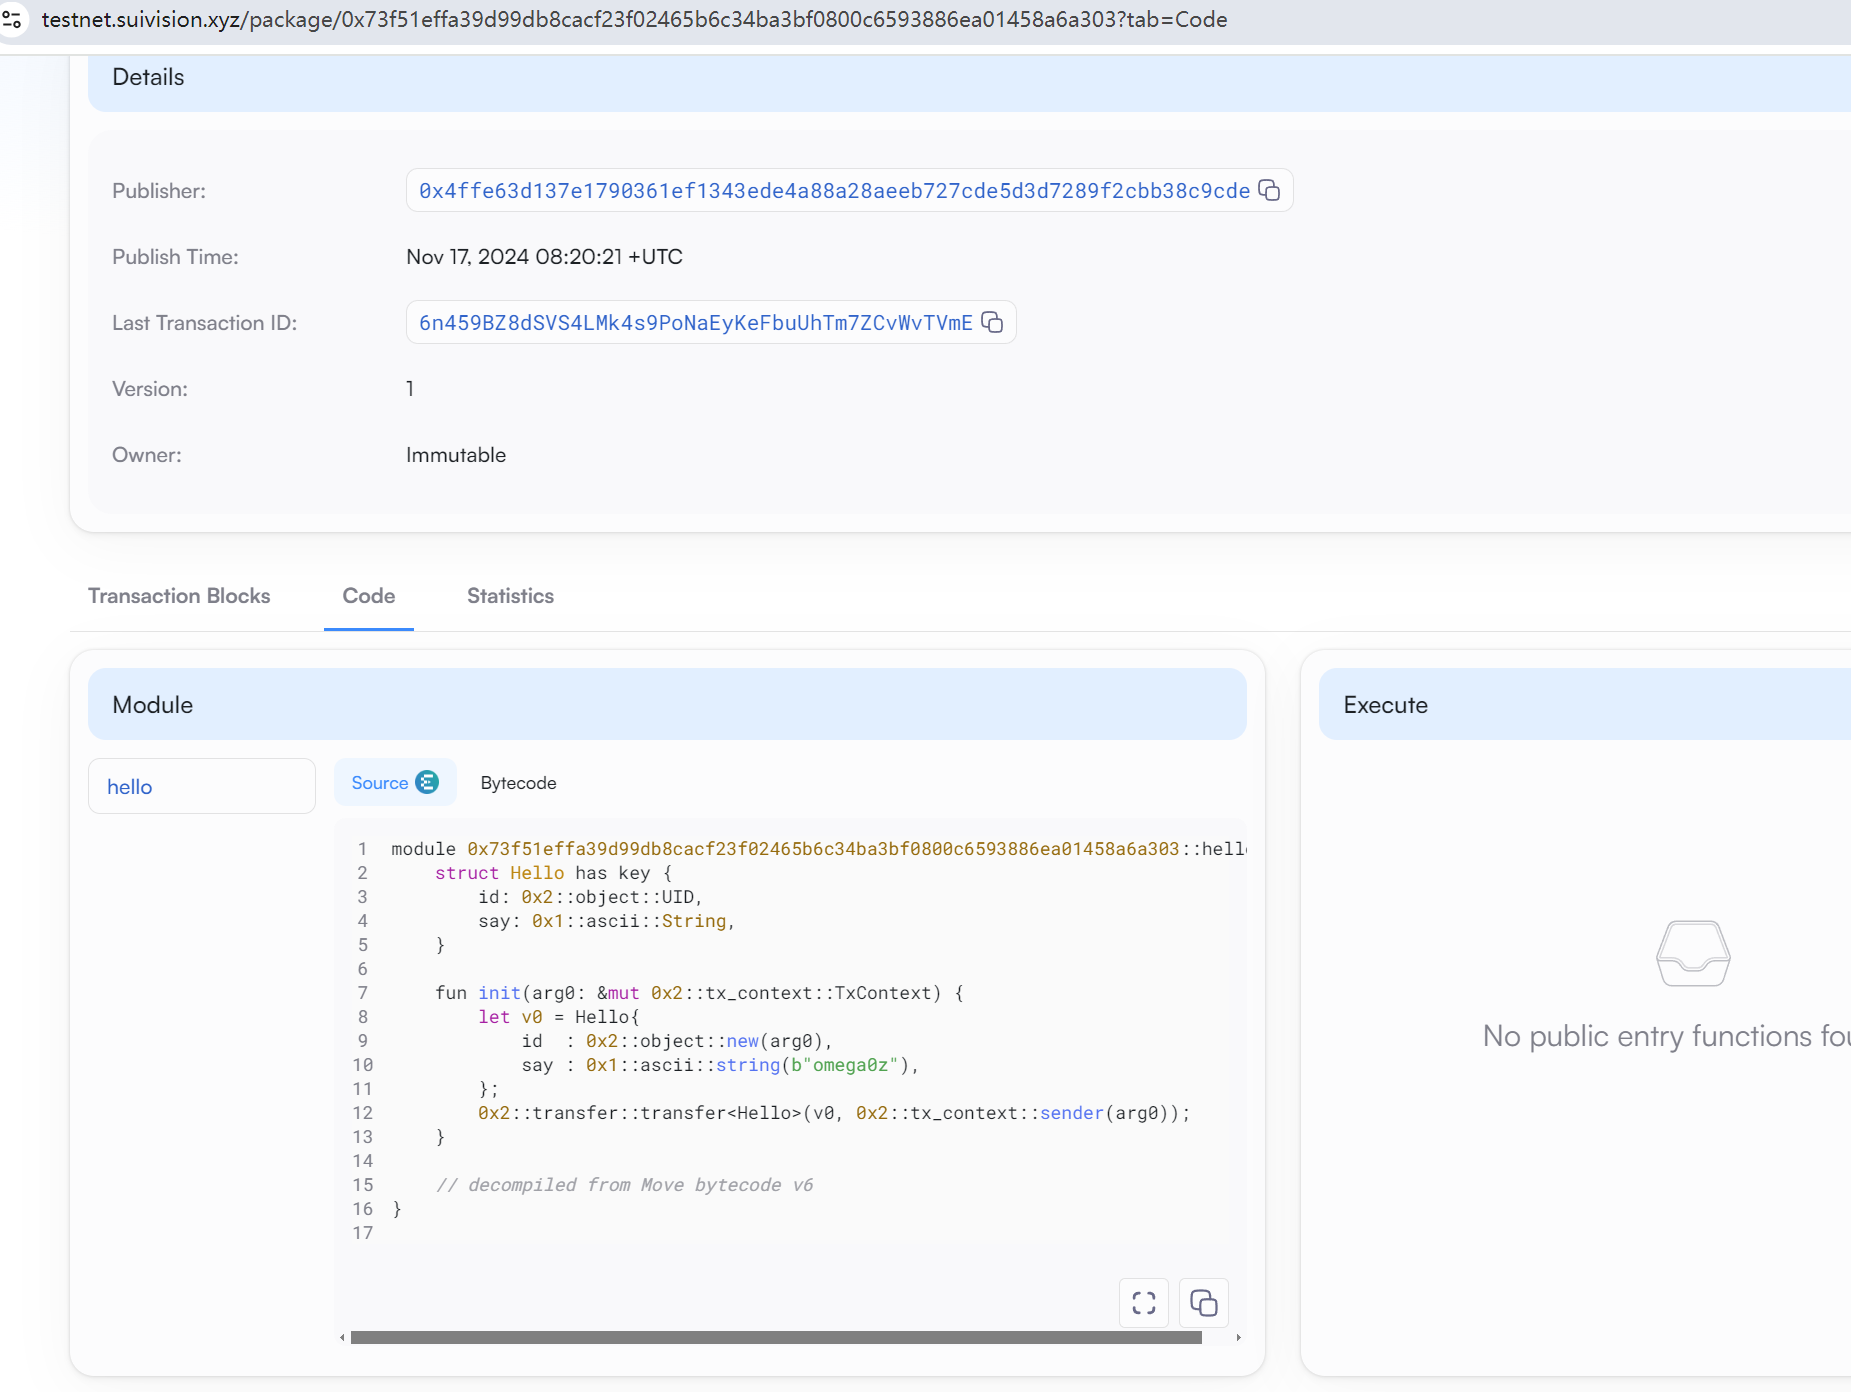 testnet.suivision.xyz/package/0x73f51effa39d99db8cacf23f02465b6c34ba3bf0800c6593886ea01458a6a303?tab=Code
Details
Publisher:
0x4ffe63d137e1790361ef1343ede4a88a28aeeb727cde5d3d7289f2cbb38c9cde
Publish Time:
Nov 17, 2024 08:20:21 +UTC
Last Transaction ID:
6n459BZ8dSVS4LMk4s9PoNaEyKeFbuUhTm7ZCvWvTVmE
Version:
1
Owner:
Immutable
Transaction Blocks Code Statistics
Module
hello
Source Bytecode
1 module 0x73f51effa39d99db8cacf23f02465b6c34ba3bf0800c6593886ea01458a6a303::hell
2     struct Hello has key {
3         id: 0x2::object::UID,
4         say: 0x1::ascii::String,
5     }
6
7     fun init(arg0: &mut 0x2::tx_context::TxContext) {
8         let v0 = Hello{
9             id  : 0x2::object::new(arg0),
10             say : 0x1::ascii::string(b"omega0z"),
11         };
12         0x2::transfer::transfer<Hello>(v0, 0x2::tx_context::sender(arg0));
13     }
14
15     // decompiled from Move bytecode v6
16 }
17
Execute
No public entry functions